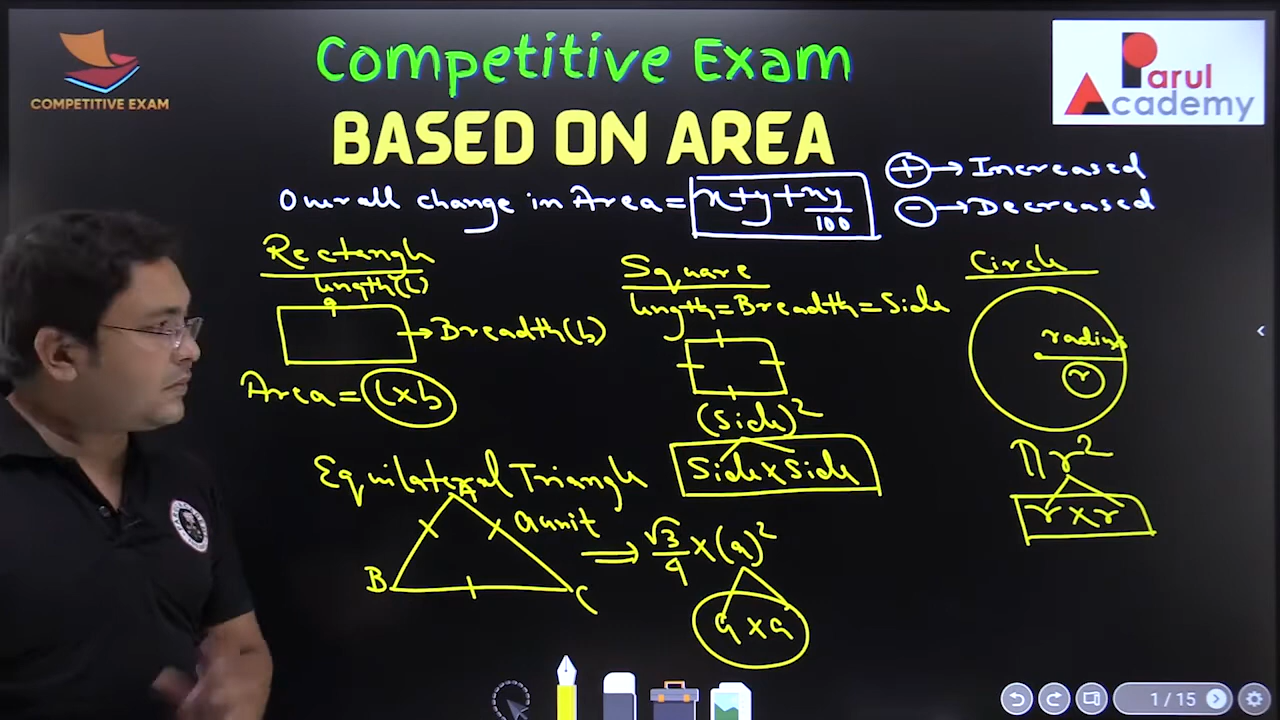 COMPETITIVE EXAM
Competitive Exam
Parul
Academy
BASED ON AREA
Overall change in Area = x+y+xy/100
+ → Increased
- → Decreased
Rectangle
length(l)
→ Breadth(b)
Area = l×b
Square
length = Breadth = Side
(Side)²
Side × Side
Circle
radius
r
πr²
r × r
Equilateral Triangle
A
a unit
B
C
⇒ √3/4 × (a)²
a × a
1 / 15